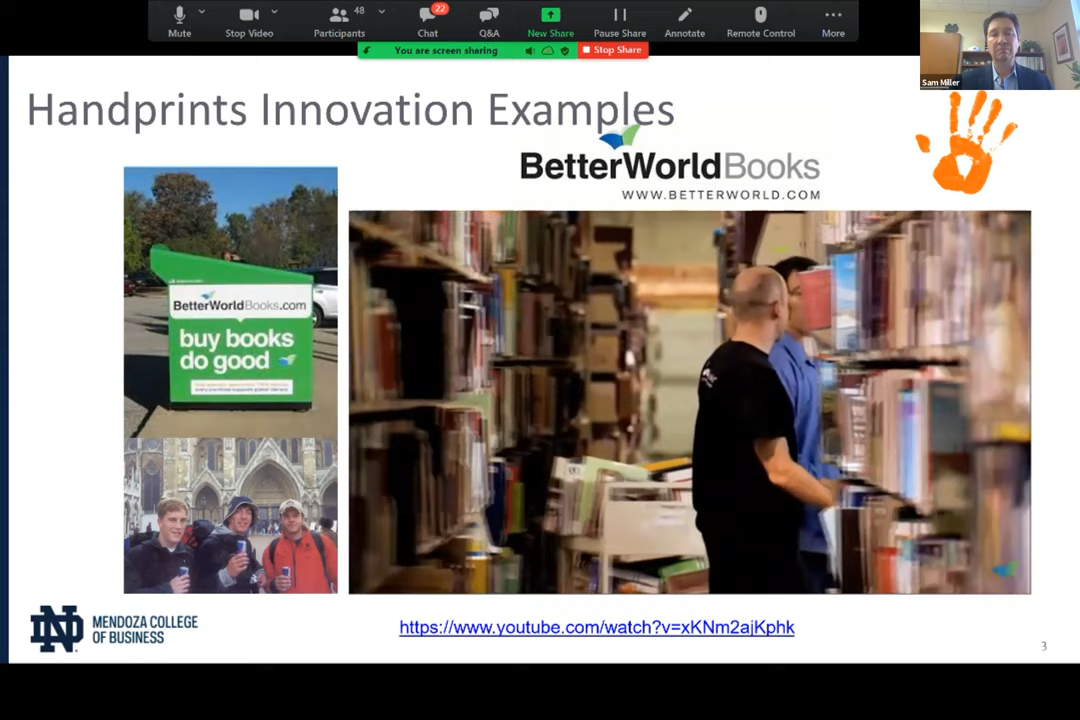 48
22
Mute
Stop Video
Participants
Chat
Q&A
New Share
Pause Share
Annotate
Remote Control
More
You are screen sharing
Stop Share
Sam Miller
Handprints Innovation Examples
BetterWorldBooks
WWW.BETTERWORLD.COM
BetterWorldBooks.com
buy books
do good
ND
MENDOZA COLLEGE
OF BUSINESS
https://www.youtube.com/watch?v=xKNm2ajKphk
3